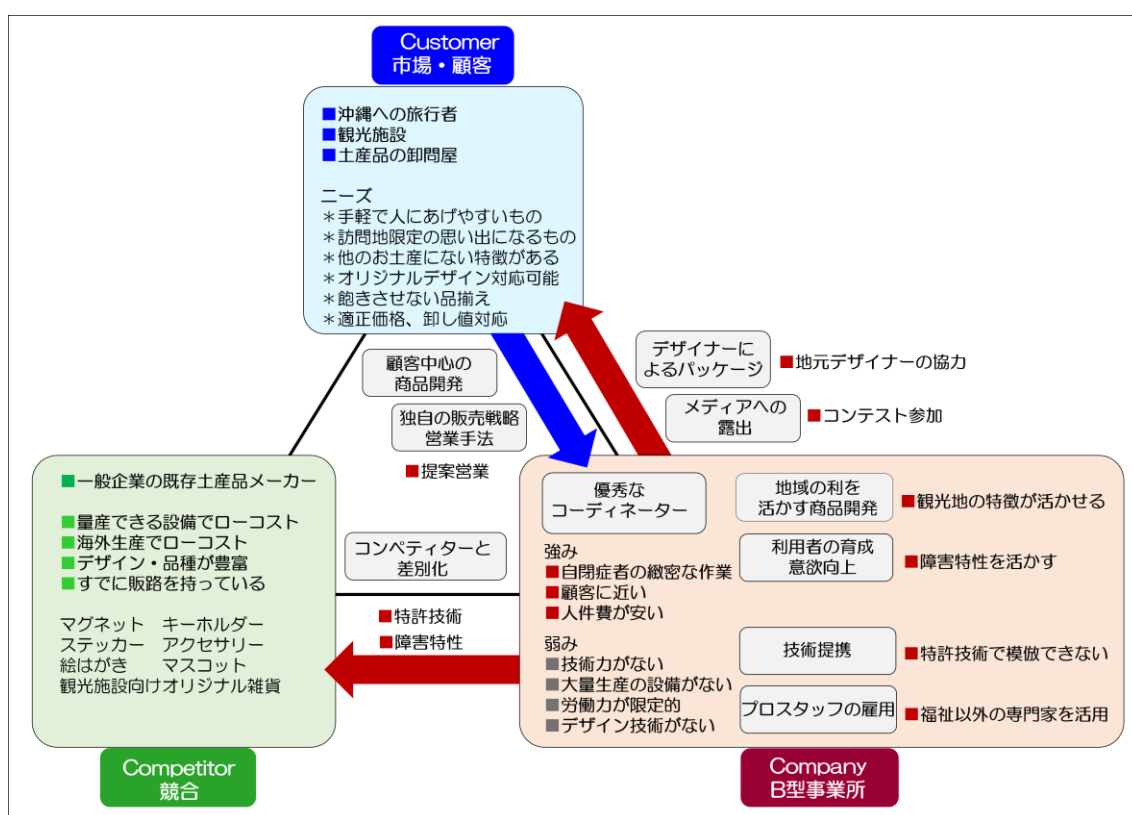 Customer
市場・顧客
■沖縄への旅行者
■観光施設
■土産品の卸問屋
ニーズ
＊手軽で人にあげやすいもの
＊訪問地限定の思い出になるもの
＊他のお土産にない特徴がある
＊オリジナルデザイン対応可能
＊飽きさせない品揃え
＊適正価格、卸し値対応
顧客中心の
商品開発
独自の販売戦略
営業手法
■提案営業
デザイナーに
よるパッケージ
■地元デザイナーの協力
メディアへの
露出
■コンテスト参加
■一般企業の既存土産品メーカー
■量産できる設備でローコスト
■海外生産でローコスト
■デザイン・品種が豊富
■すでに販路を持っている
マグネット　キーホルダー
ステッカー　アクセサリー
絵はがき　マスコット
観光施設向けオリジナル雑貨
Competitor
競合
コンペティターと
差別化
■特許技術
■障害特性
優秀な
コーディネーター
強み
■自閉症者の緻密な作業
■顧客に近い
■人件費が安い
弱み
■技術力がない
■大量生産の設備がない
■労働力が限定的
■デザイン技術がない
地域の利を
活かす商品開発
■観光地の特徴が活かせる
利用者の育成
意欲向上
■障害特性を活かす
技術提携
■特許技術で模倣できない
プロスタッフの雇用
■福祉以外の専門家を活用
Company
B型事業所